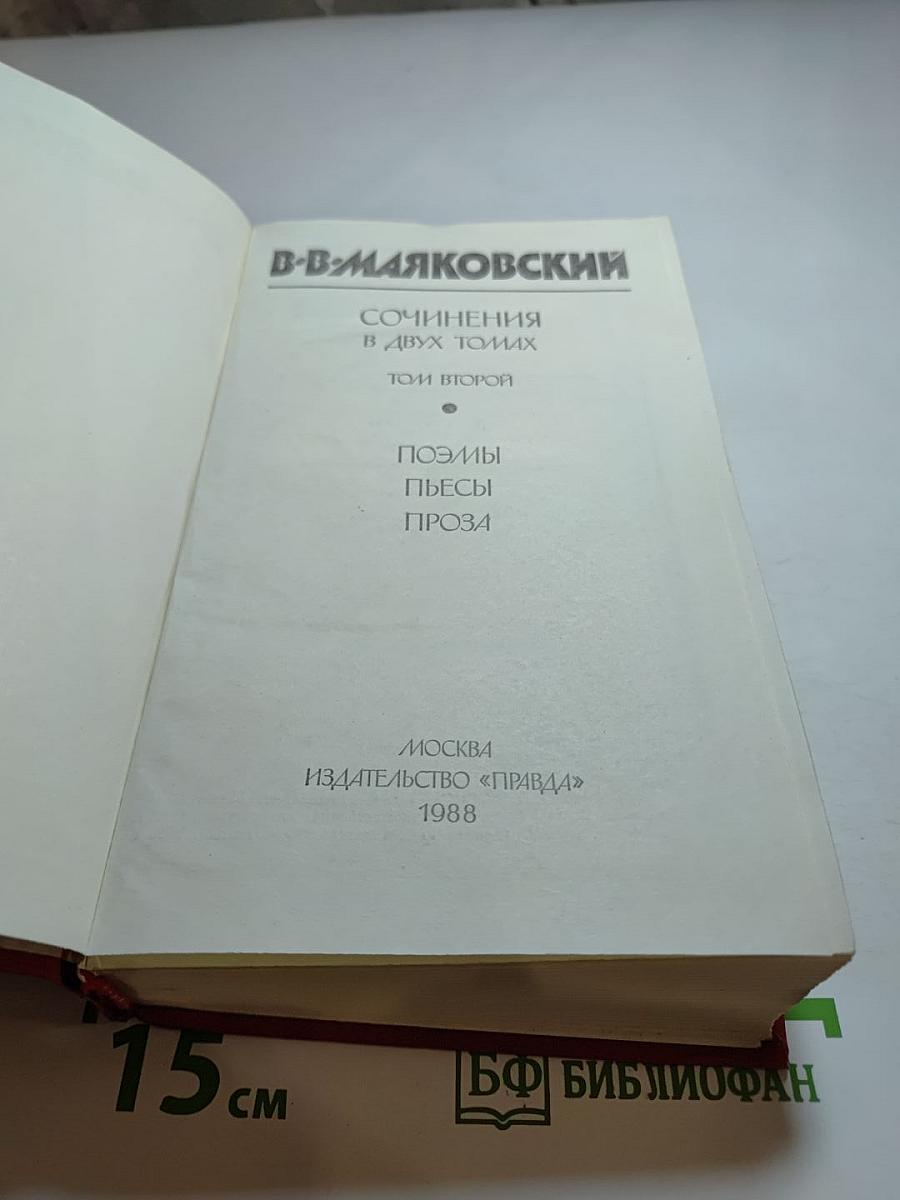 В·В·МАЯКОВСКИЙ
СОЧИНЕНИЯ
В ДВУХ ТОМАХ
ТОМ ВТОРОЙ
ПОЭМЫ
ПЬЕСЫ
ПРОЗА
МОСКВА
ИЗДАТЕЛЬСТВО «ПРАВДА»
1988
15 см
БФ БИБЛИОФАН